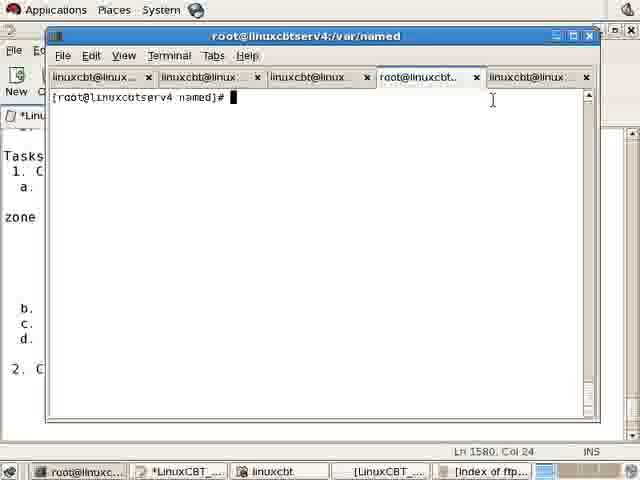 Applications Places System
root@linuxcbtserv4:/var/named
File Edit View Terminal Tabs Help
File
linuxcbt@linux... linuxcbt@linux... linuxcbt@linux... root@linuxcbt... linuxcbt@linux...
New
[root@linuxcbtserv4 named]#
*Linu
Tasks
1. C
a.
zone
b.
c.
d.
2. C
Ln 1580, Col 24 INS
root@linuxc... *LinuxCBT_... linuxcbt [LinuxCBT_... [Index of ftp...